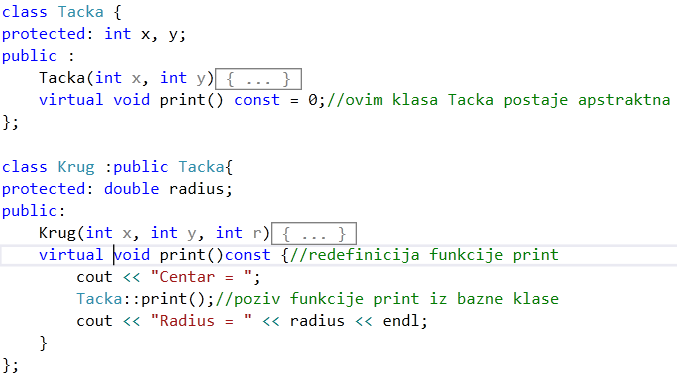 class Tacka {
protected: int x, y;
public :
    Tacka(int x, int y){ ... }
    virtual void print() const = 0;//ovim klasa Tacka postaje apstraktna
};

class Krug :public Tacka{
protected: double radius;
public:
    Krug(int x, int y, int r){ ... }
    virtual void print()const {//redefinicija funkcije print
        cout << "Centar = ";
        Tacka::print();//poziv funkcije print iz bazne klase
        cout << "Radius = " << radius << endl;
    }
};